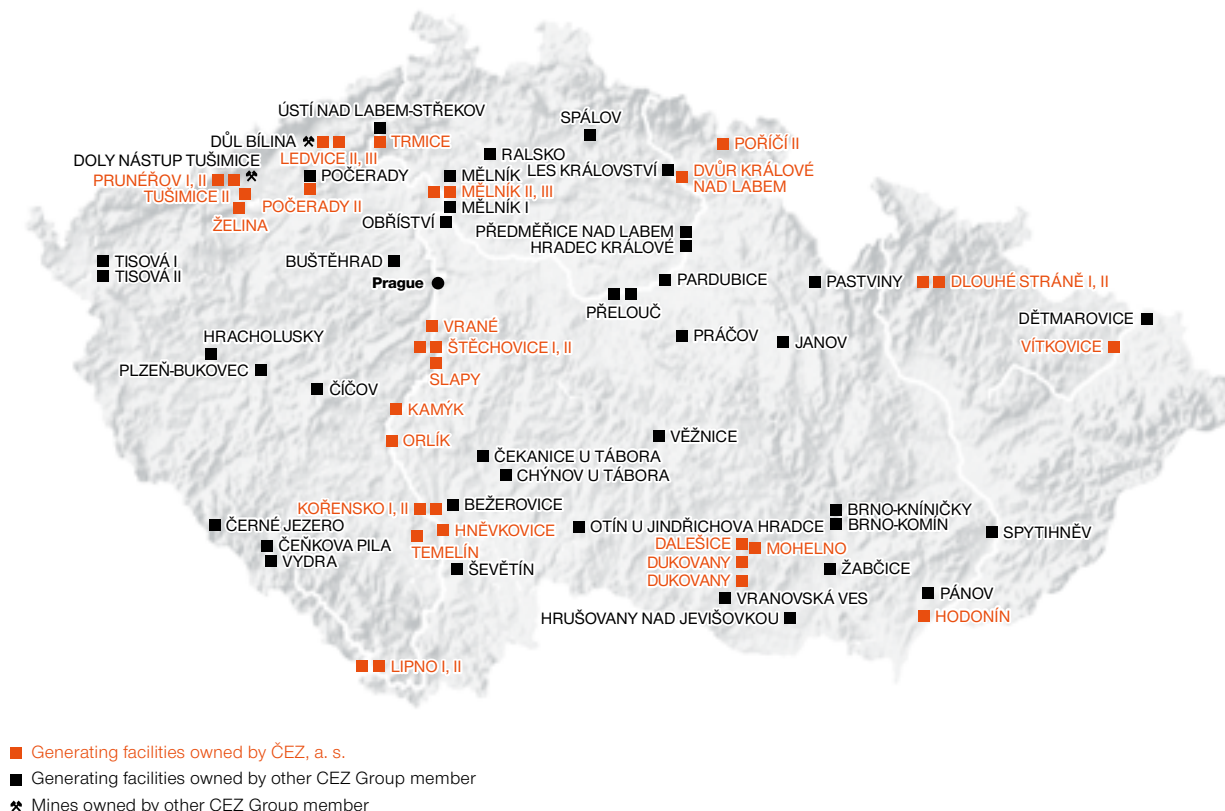 ÚSTÍ NAD LABEM-STŘEKOV
SPÁLOV
DŮL BÍLINA
TRMICE
POŘÍČÍ II
LEDVICE II, III
RALSKO
DOLY NÁSTUP TUŠIMICE
LES KRÁLOVSTVÍ
DVŮR KRÁLOVÉ
NAD LABEM
PRUNÉŘOV I, II
POČERADY
MĚLNÍK
TUŠIMICE II
MĚLNÍK II, III
POČERADY II
MĚLNÍK I
ŽELINA
OBŘÍSTVÍ
PŘEDMĚŘICE NAD LABEM
HRADEC KRÁLOVÉ
TISOVÁ I
TISOVÁ II
BUŠTĚHRAD
Prague
PARDUBICE
PASTVINY
DLOUHÉ STRÁNĚ I, II
PŘELOUČ
DĚTMAROVICE
VRANÉ
HRACHOLUSKY
PRÁČOV
JANOV
ŠTĚCHOVICE I, II
VÍTKOVICE
PLZEŇ-BUKOVEC
SLAPY
ČÍČOV
KAMÝK
ORLÍK
VĚŽNICE
ČEKANICE U TÁBORA
CHÝNOV U TÁBORA
KOŘENSKO I, II
BEŽEROVICE
BRNO-KNÍNIČKY
BRNO-KOMÍN
ČERNÉ JEZERO
HNĚVKOVICE
OTÍN U JINDŘICHOVA HRADCE
SPYTIHNĚV
ČEŇKOVA PILA
TEMELÍN
DALEŠICE
MOHELNO
VYDRA
DUKOVANY
ŠEVĚTÍN
ŽABČICE
DUKOVANY
VRANOVSKÁ VES
PÁNOV
HRUŠOVANY NAD JEVIŠOVKOU
HODONÍN
LIPNO I, II
Generating facilities owned by ČEZ, a. s.
Generating facilities owned by other CEZ Group member
Mines owned by other CEZ Group member